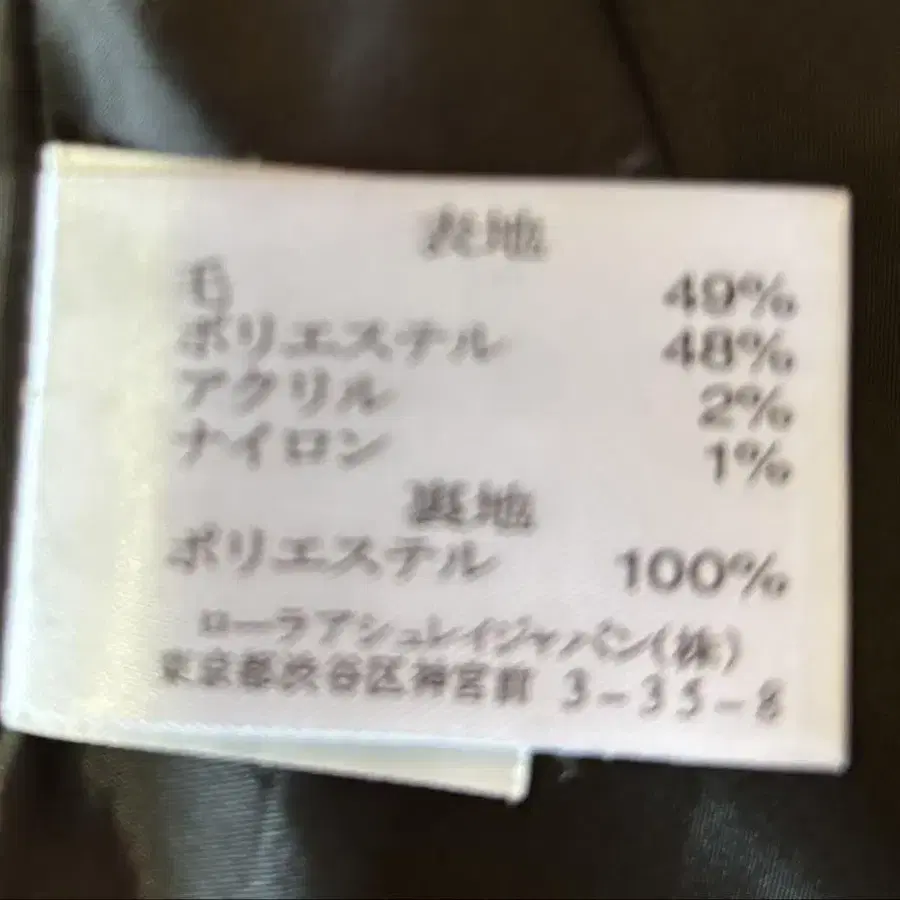 表地
毛 49%
ポリエステル 48%
アクリル 2%
ナイロン 1%
裏地
ポリエステル 100%
ローラアシュレイジャパン(株)
東京都渋谷区神宮前 3-35-8